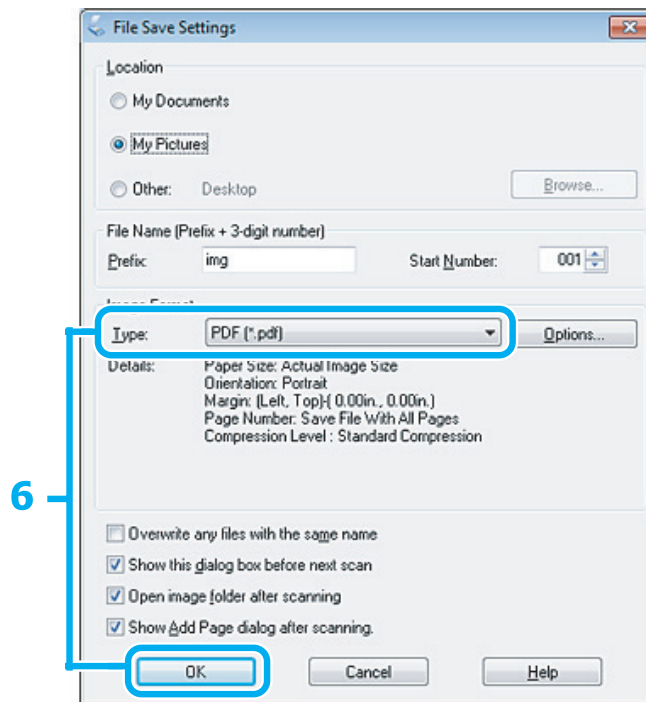 File Save Settings
Location
My Documents
My Pictures
Other: Desktop Browse...
File Name (Prefix + 3-digit number)
Prefix: img Start Number: 001
Image Format
Type: PDF (*.pdf) Options...
Details: Paper Size: Actual Image Size
Orientation: Portrait
Margin: (Left, Top)-( 0.00in., 0.00in.)
Page Number: Save File With All Pages
Compression Level : Standard Compression
6
Overwrite any files with the same name
Show this dialog box before next scan
Open image folder after scanning
Show Add Page dialog after scanning.
OK Cancel Help